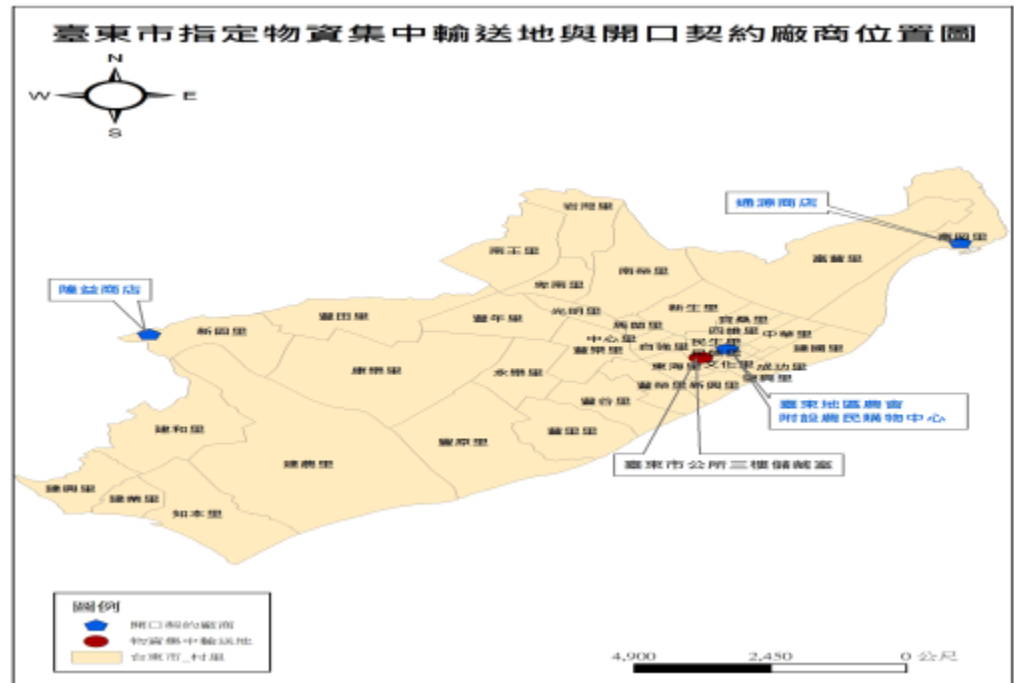 臺東市指定物資集中輸送地與開口契約廠商位置圖
N
W E
S
岩灣里
通源商店
富岡里
南王里
富豐里
南榮里
卑南里
隆益商店
光明里
新生里
豐田里
豐年里
馬蘭里
寶桑里
新園里
四維里
中華里
中心里
民生里
豐樂里
自強里
建國里
康樂里
永樂里
東海里
文化里
成功里
復興里
豐榮里
新興里
豐谷里
臺東地區農會
附設農民購物中心
建和里
豐里里
豐原里
建農里
臺東市公所三樓儲藏室
建興里
建業里
知本里
圖例
開口契約廠商
物資集中輸送地
台東市_村里
4,900 2,450 0 公尺